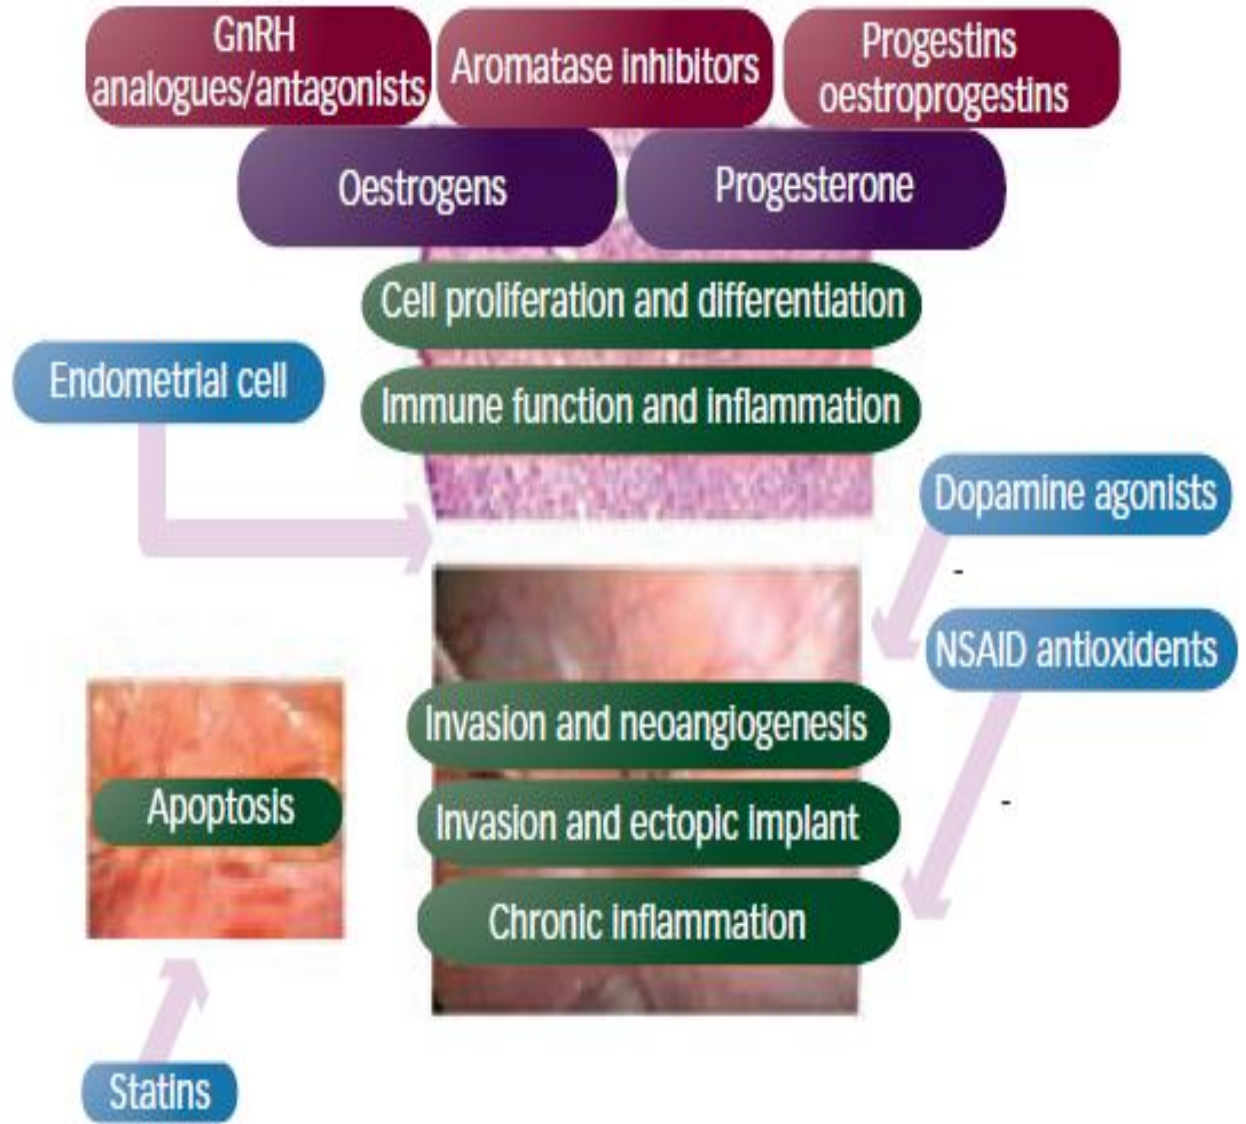 GnRH
analogues/antagonists
Aromatase inhibitors
Progestins
oestroprogestins
Oestrogens
Progesterone
Cell proliferation and differentiation
Endometrial cell
Immune function and inflammation
Dopamine agonists
-
NSAID antioxidents
Invasion and neoangiogenesis
Apoptosis
-
Invasion and ectopic implant
Chronic inflammation
Statins